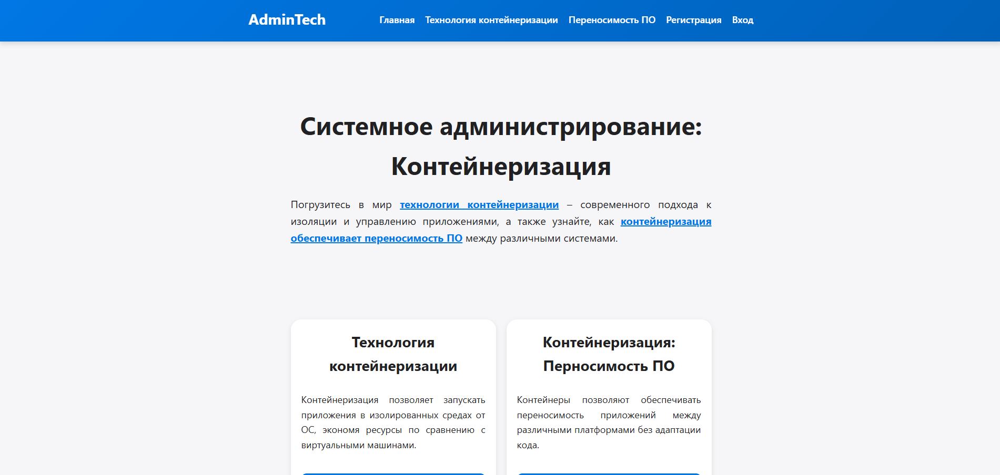 AdminTech
Главная Технология контейнеризации Переносимость ПО Регистрация Вход
Системное администрирование:
Контейнеризация
Погрузитесь в мир технологии контейнеризации – современного подхода к
изоляции и управлению приложениями, а также узнайте, как контейнеризация
обеспечивает переносимость ПО между различными системами.
Технология
контейнеризации
Контейнеризация позволяет запускать
приложения в изолированных средах от
ОС, экономя ресурсы по сравнению с
виртуальными машинами.
Контейнеризация:
Перносимость ПО
Контейнеры позволяют обеспечивать
переносимость приложений между
различными платформами без адаптации
кода.